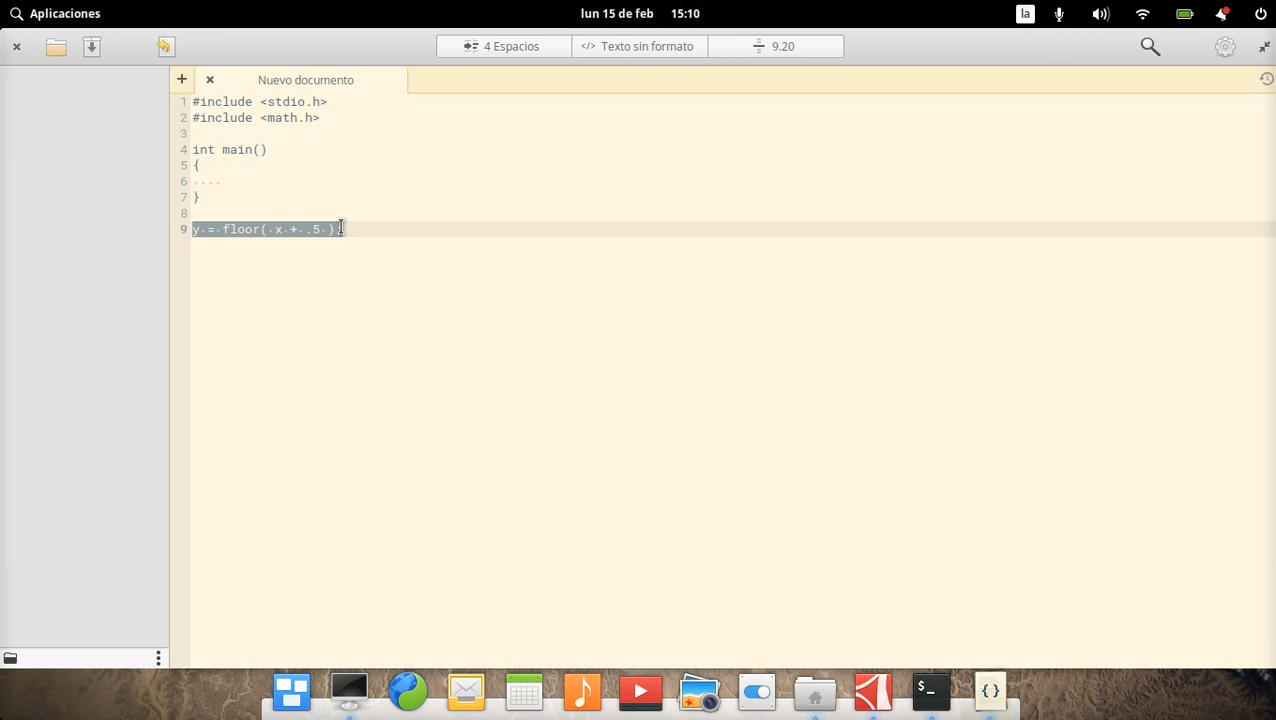 Aplicaciones
lun 15 de feb 15:10
la
4 Espacios
</> Texto sin formato
9.20
Nuevo documento
1 #include <stdio.h>
2 #include <math.h>
3
4 int main()
5 {
6 ....
7 }
8
9 y = floor( x + .5 );